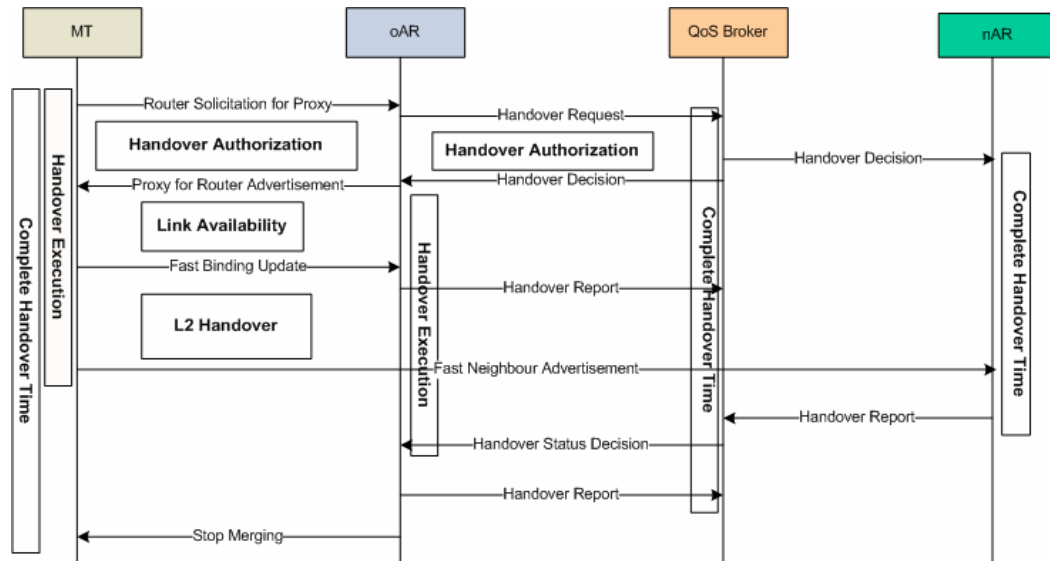 MT
oAR
QoS Broker
nAR
Router Solicitation for Proxy
Handover Request
Handover Authorization
Handover Authorization
Handover Decision
Proxy for Router Advertisement
Handover Decision
Link Availability
Fast Binding Update
Handover Report
L2 Handover
Fast Neighbour Advertisement
Handover Report
Handover Status Decision
Handover Report
Stop Merging
Complete Handover Time
Handover Execution
Handover Execution
Complete Handover Time
Complete Handover Time